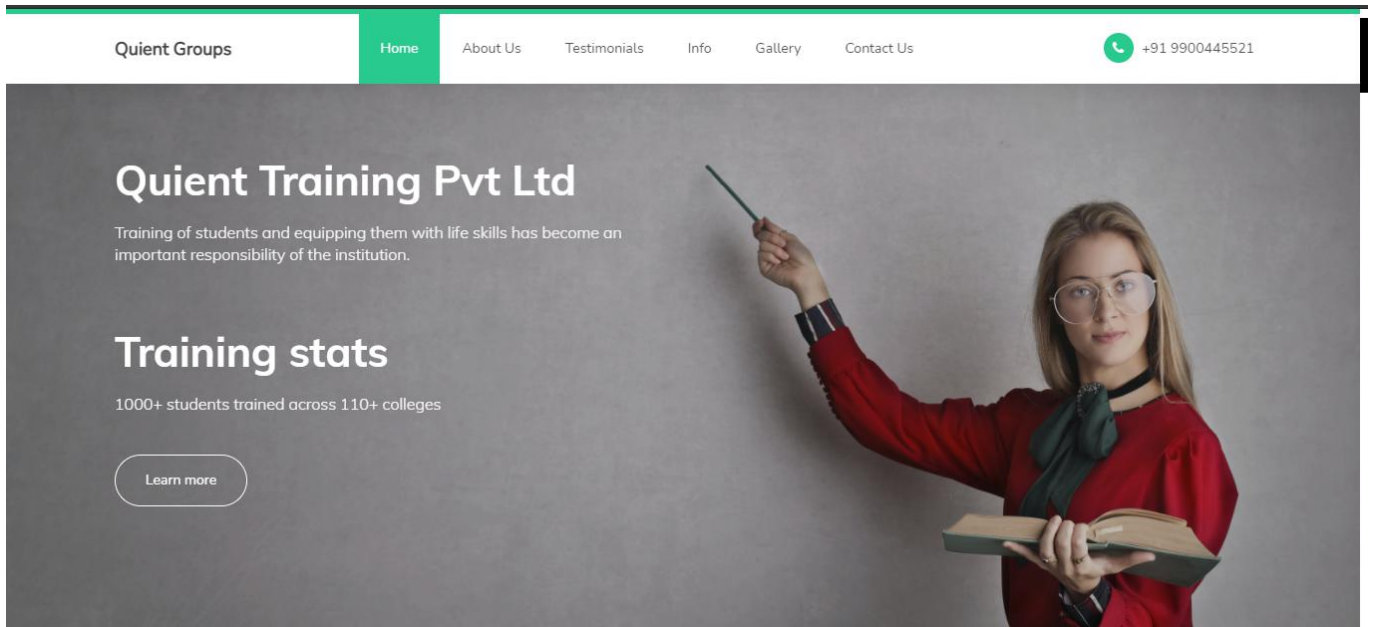 Quient Groups
Home
About Us
Testimonials
Info
Gallery
Contact Us
+91 9900445521
Quient Training Pvt Ltd
Training of students and equipping them with life skills has become an
important responsibility of the institution.
Training stats
1000+ students trained across 110+ colleges
Learn more